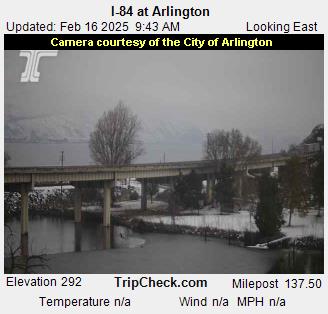 I-84 at Arlington
Updated: Feb 16 2025 9:43 AM Looking East
Camera courtesy of the City of Arlington
Elevation 292 TripCheck.com Milepost 137.50
Temperature n/a Wind n/a MPH n/a